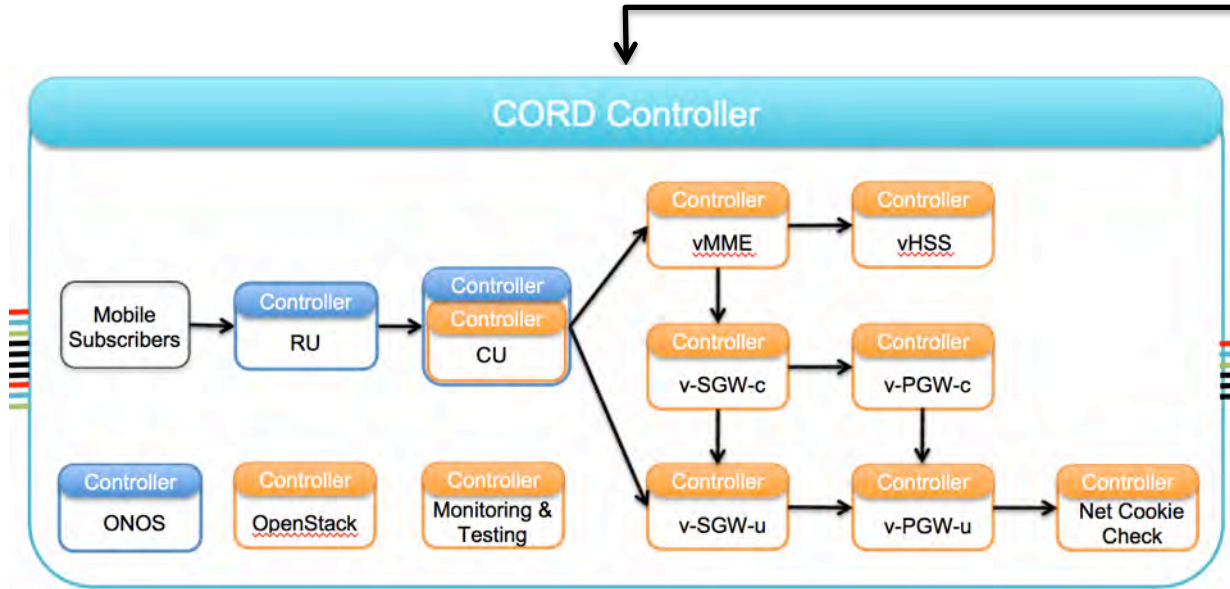 CORD Controller
Controller
vMME
Controller
vHSS
Mobile
Subscribers
Controller
RU
Controller
Controller
CU
Controller
v-SGW-c
Controller
v-PGW-c
Controller
ONOS
Controller
OpenStack
Controller
Monitoring &
Testing
Controller
v-SGW-u
Controller
v-PGW-u
Controller
Net Cookie
Check